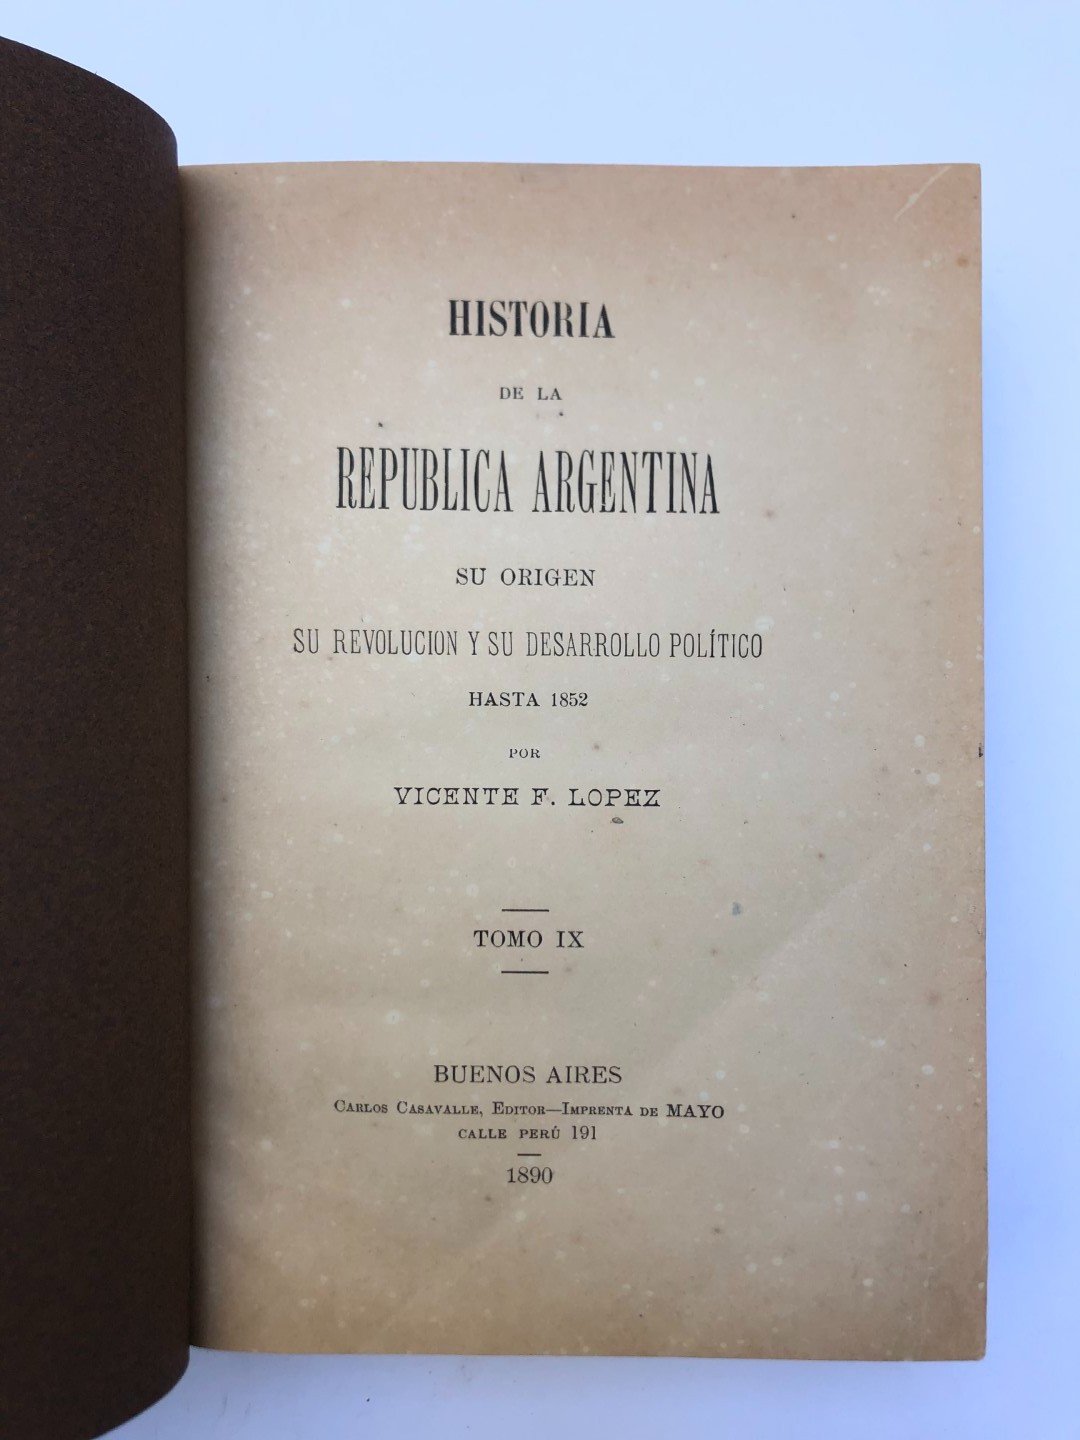 HISTORIA
DE LA
REPUBLICA ARGENTINA
SU ORIGEN
SU REVOLUCION Y SU DESARROLLO POLÍTICO
HASTA 1852
POR
VICENTE F. LOPEZ
TOMO IX
BUENOS AIRES
CARLOS CASAVALLE, EDITOR—IMPRENTA DE MAYO
CALLE PERÚ 191
1890